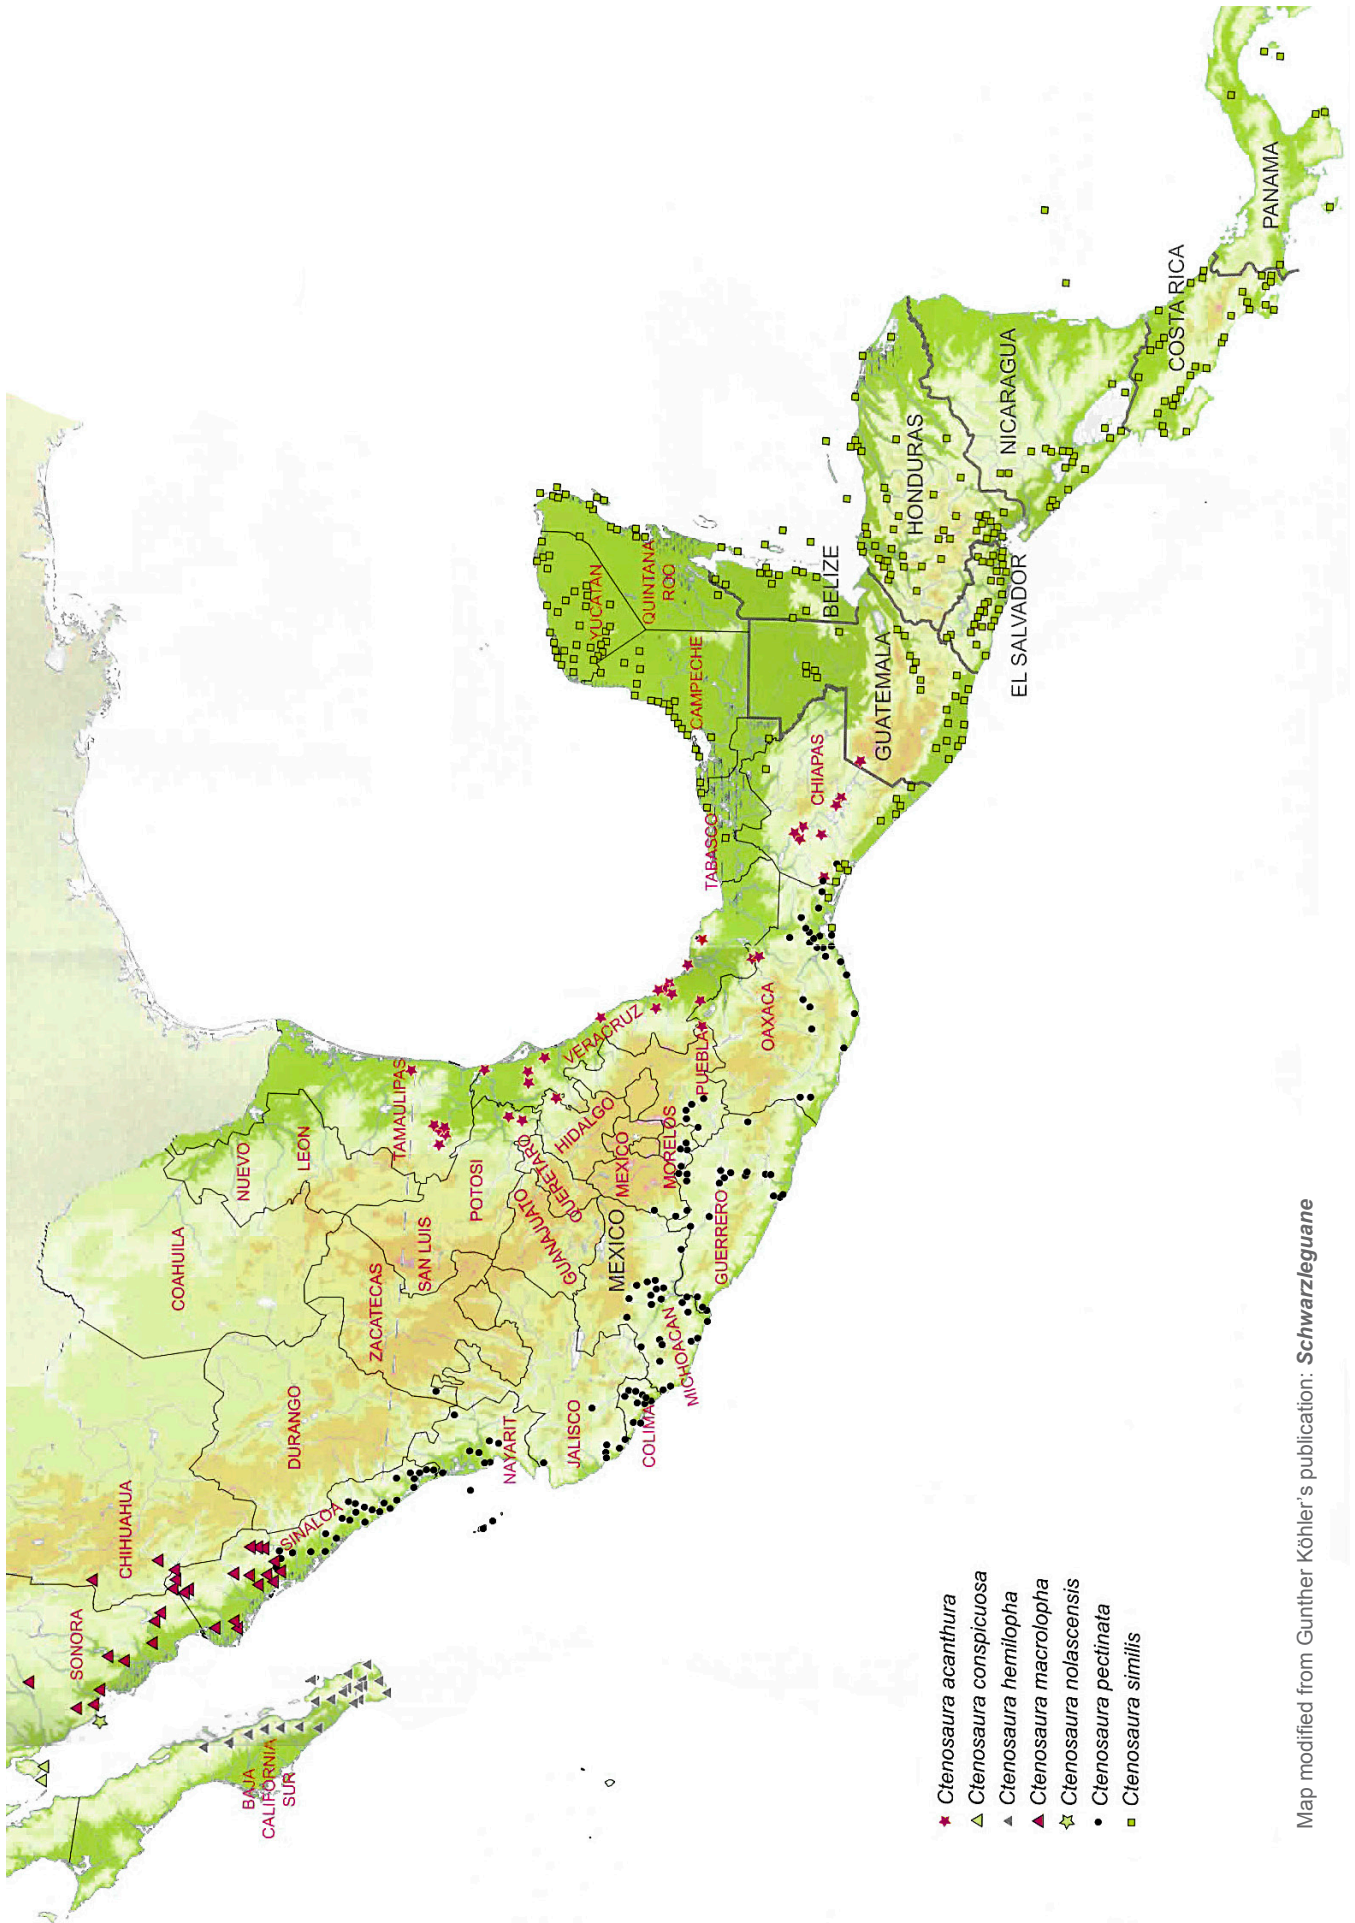 SONORA
CHIHUAHUA
COAHUILA
NUEVO
LEON
BAJA
CALIFORNIA
SUR
SINALOA
DURANGO
ZACATECAS
SAN LUIS
POTOSI
TAMAULIPAS
NAYARIT
JALISCO
GUANAJUATO
QUERETARO
HIDALGO
VERACRUZ
COLIMA
MICHOACAN
MEXICO
MEXICO
MORELOS
PUEBLA
GUERRERO
OAXACA
TABASCO
CHIAPAS
CAMPECHE
YUCATAN
QUINTANA
ROO
BELIZE
GUATEMALA
EL SALVADOR
HONDURAS
NICARAGUA
COSTA RICA
PANAMA
Ctenosaura acanthura
Ctenosaura conspicuosa
Ctenosaura hemilopha
Ctenosaura macrolopha
Ctenosaura nolascensis
Ctenosaura pectinata
Ctenosaura similis
Map modified from Gunther Köhler's publication: Schwarzleguane